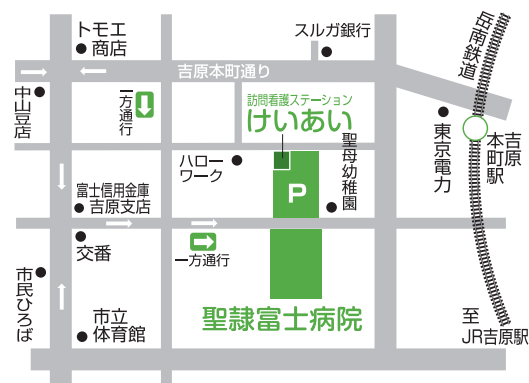 トモエ
商店
スルガ銀行
岳南鉄道
吉原本町通り
中山豆店
一方通行
訪問看護ステーション
けいあい
東京電力
吉原
本町駅
ハロー
ワーク
聖母幼稚園
富士信用金庫
吉原支店
P
交番
一方通行
市民ひろば
市立
体育館
聖隷富士病院
至
JR吉原駅